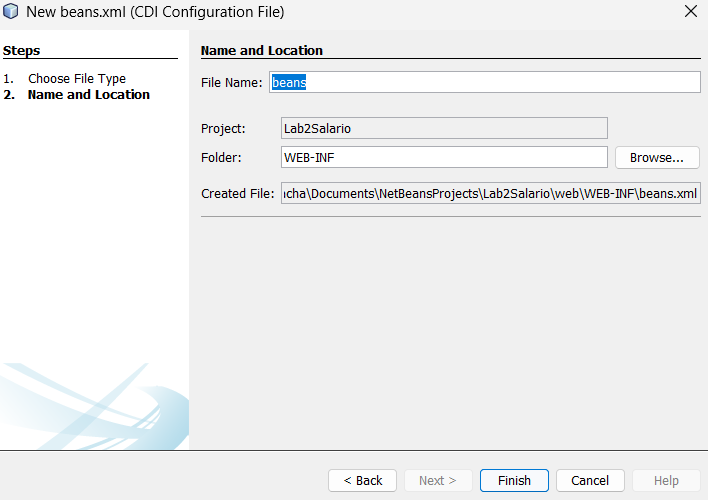 New beans.xml (CDI Configuration File)
Steps
1. Choose File Type
2. Name and Location
Name and Location
File Name: beans
Project: Lab2Salario
Folder: WEB-INF Browse...
Created File: ıcha\Documents\NetBeansProjects\Lab2Salario\web\WEB-INF\beans.xml
< Back Next > Finish Cancel Help